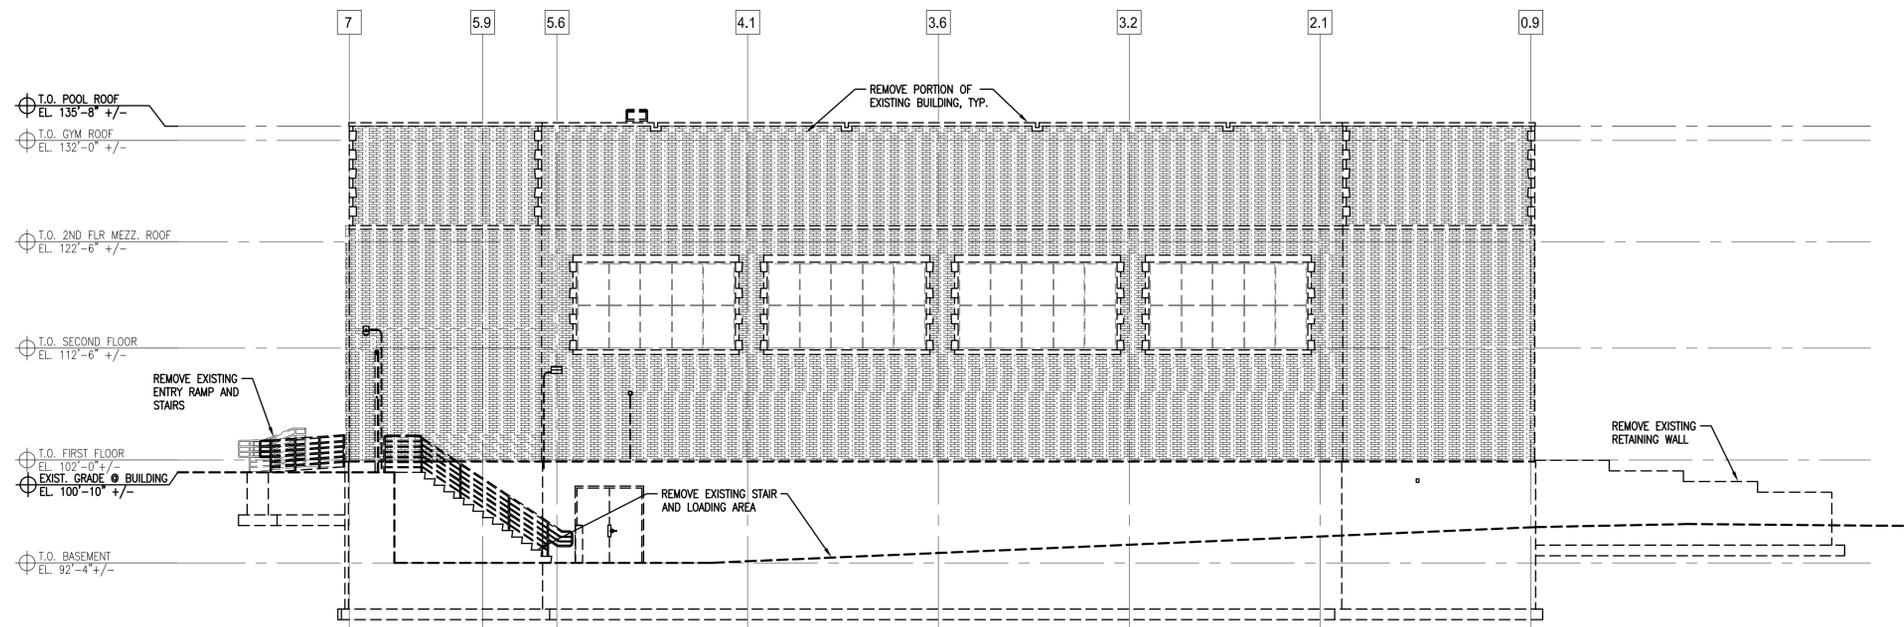 7 5.9 5.6 4.1 3.6 3.2 2.1 0.9
REMOVE PORTION OF
EXISTING BUILDING, TYP.
T.O. POOL ROOF
EL. 135'-8" +/-
T.O. GYM ROOF
EL. 132'-0" +/-
T.O. 2ND FLR MEZZ. ROOF
EL. 122'-6" +/-
T.O. SECOND FLOOR
EL. 112'-6" +/-
REMOVE EXISTING
ENTRY RAMP AND
STAIRS
REMOVE EXISTING
RETAINING WALL
T.O. FIRST FLOOR
EL. 102'-0"+/-
EXIST. GRADE @ BUILDING
EL. 100'-10" +/-
REMOVE EXISTING STAIR
AND LOADING AREA
T.O. BASEMENT
EL. 92'-4"+/-